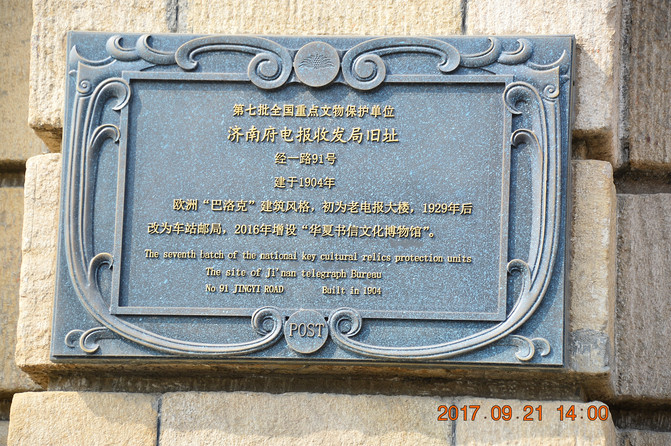 第七批全国重点文物保护单位
济南府电报收发局旧址
经一路91号
建于1904年
欧洲“巴洛克”建筑风格，初为老电报大楼，1929年后
改为车站邮局，2016年增设“华夏书信文化博物馆”。
The seventh batch of the national key cultural relics protection units
The site of Ji'nan telegraph Bureau
No 91 JINGYI ROAD Built in 1904
POST
2017.09.21 14:00